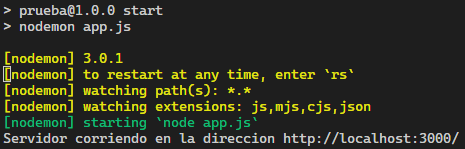 > prueba@1.0.0 start
> nodemon app.js
[nodemon] 3.0.1
[nodemon] to restart at any time, enter `rs`
[nodemon] watching path(s): *.*
[nodemon] watching extensions: js,mjs,cjs,json
[nodemon] starting `node app.js`
Servidor corriendo en la direccion http://localhost:3000/